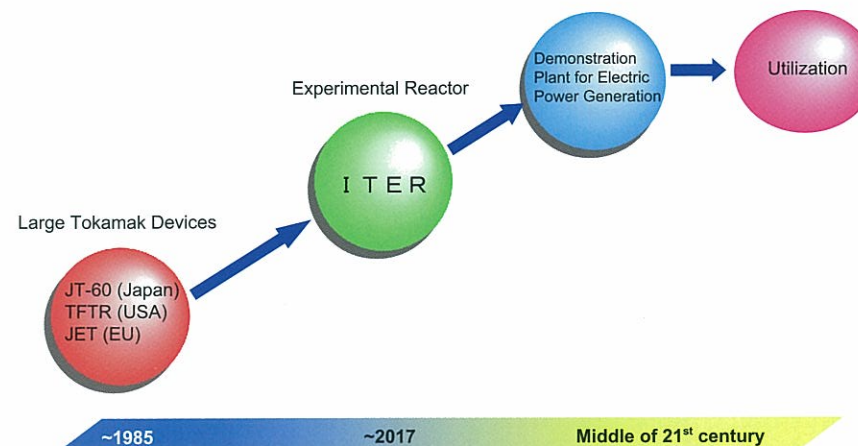 Large Tokamak Devices
JT-60 (Japan)
TFTR (USA)
JET (EU)
Experimental Reactor
ITER
Demonstration
Plant for Electric
Power Generation
Utilization
~1985
~2017
Middle of 21st century